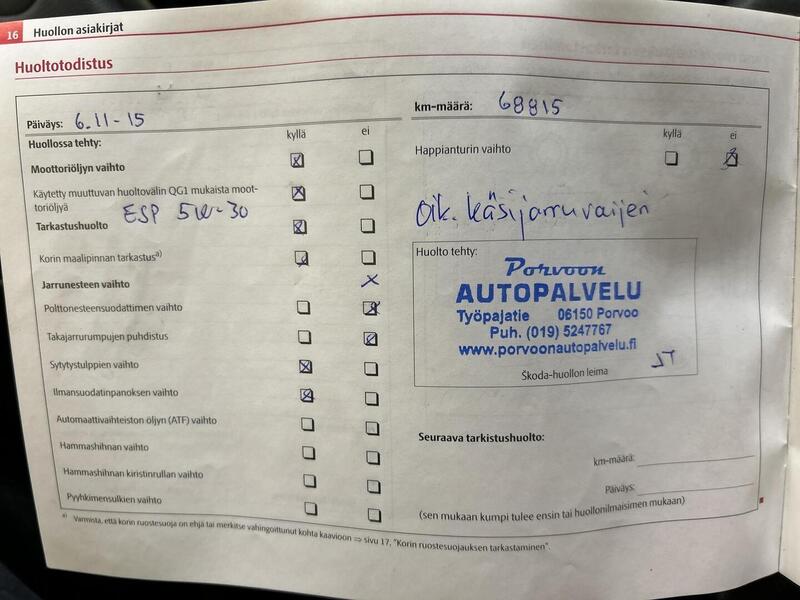 16 Huollon asiakirjat
Huoltotodistus
Päiväys: 6.11-15
Huollossa tehty:
kyllä ei
Moottoriöljyn vaihto
Käytetty muuttuvan huoltovälin QG1 mukaista moot-
toriöljyä
ESP 5W-30
Tarkastushuolto
Korin maalipinnan tarkastus a)
Jarrunesteen vaihto
Polttonesteensuodattimen vaihto
Takajarrurumpujen puhdistus
Sytytystulppien vaihto
Ilmansuodatinpanoksen vaihto
Automaattivaihteiston öljyn (ATF) vaihto
Hammashihnan vaihto
Hammashihnan kiristinrullan vaihto
Pyyhkimensulkien vaihto
km-määrä: 68815
kyllä ei
Happianturin vaihto
Oik. käsijarruvaijeri
Huolto tehty:
Porvoon
AUTOPALVELU
Työpajatie 06150 Porvoo
Puh. (019) 5247767
www.porvoonautopalvelu.fi
Škoda-huollon leima
Seuraava tarkistushuolto:
km-määrä:
Päiväys:
(sen mukaan kumpi tulee ensin tai huollonilmaisimen mukaan)
a) Varmista, että korin ruostesuoja on ehjä tai merkitse vahingoittunut kohta kaavioon ⇒ sivu 17, "Korin ruostesuojauksen tarkastaminen".